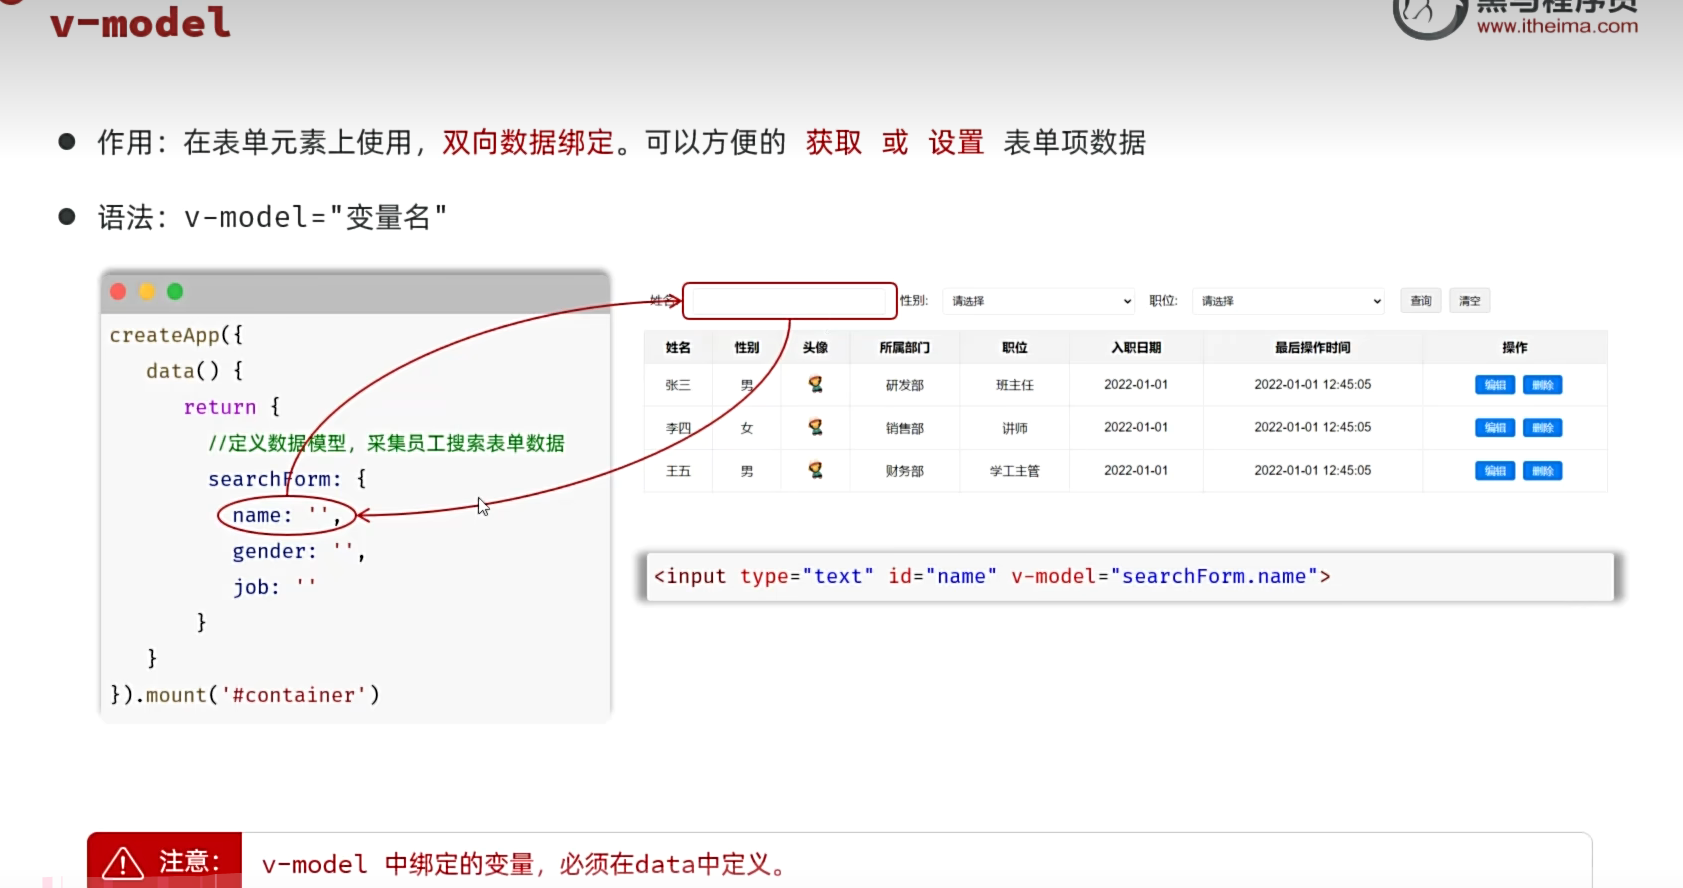 v-model
黑马程序员
www.itheima.com
作用：在表单元素上使用，双向数据绑定。可以方便的 获取 或 设置 表单项数据
语法：v-model="变量名"
createApp({
data() {
return {
//定义数据模型，采集员工搜索表单数据
searchForm: {
name: '',
gender: '',
job: ''
}
}
}).mount('#container')
姓名: 性别: 请选择 职位: 请选择 查询 清空
姓名 性别 头像 所属部门 职位 入职日期 最后操作时间 操作
张三 男 研发部 班主任 2022-01-01 2022-01-01 12:45:05 编辑 删除
李四 女 销售部 讲师 2022-01-01 2022-01-01 12:45:05 编辑 删除
王五 男 财务部 学工主管 2022-01-01 2022-01-01 12:45:05 编辑 删除
<input type="text" id="name" v-model="searchForm.name">
注意：
v-model 中绑定的变量，必须在data中定义。